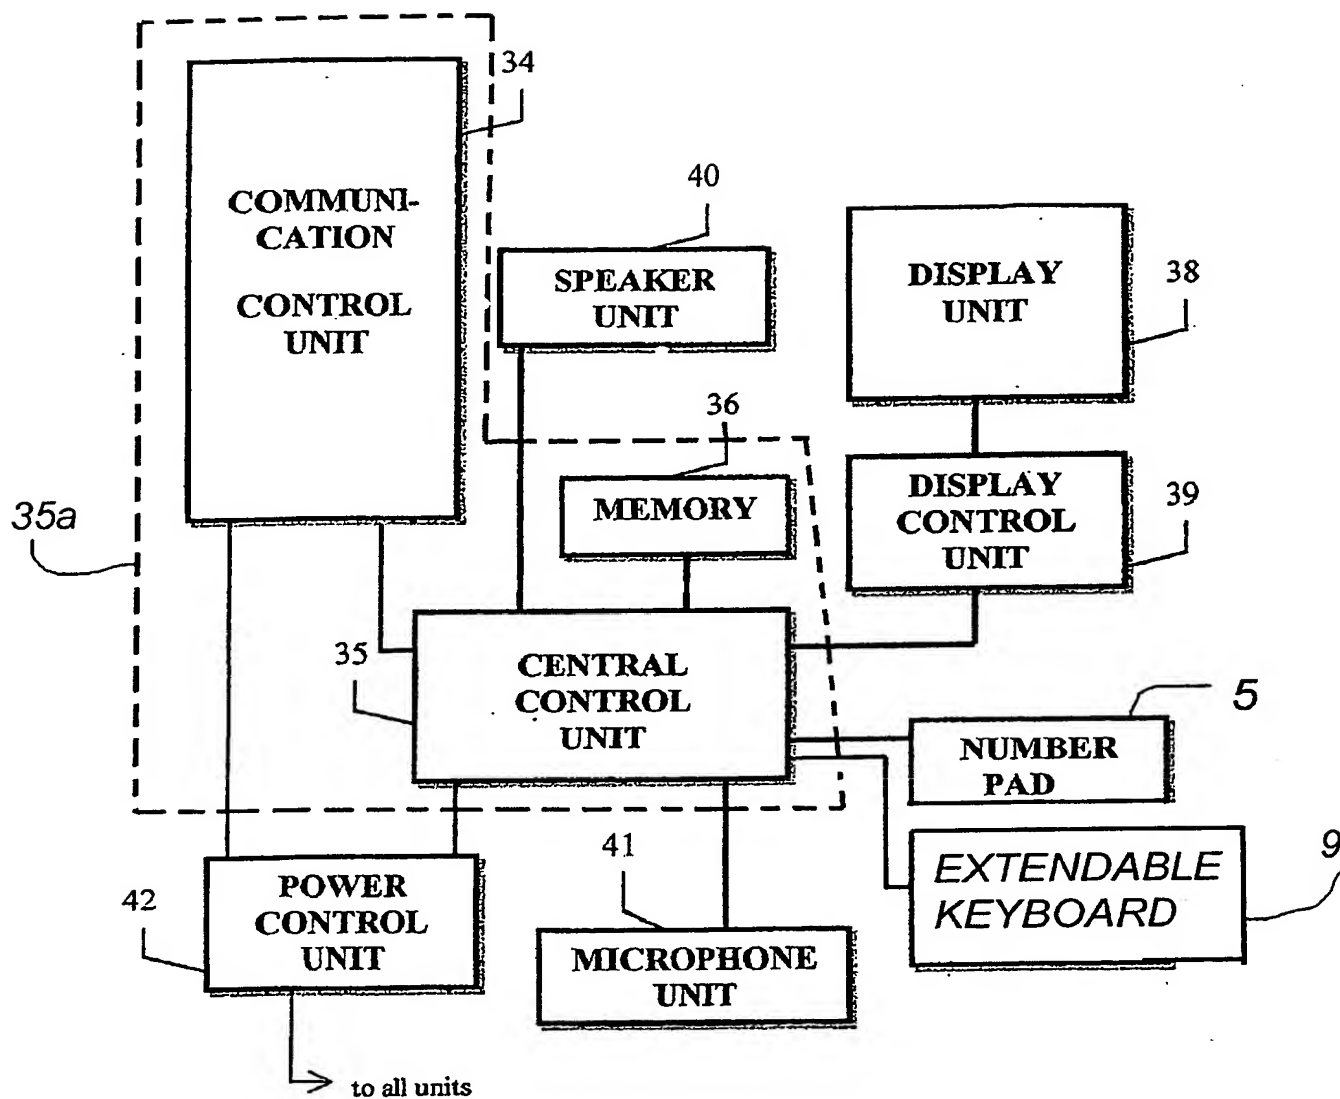 34
COMMUNI-
CATION
CONTROL
UNIT
40
SPEAKER
UNIT
DISPLAY
UNIT
38
36
MEMORY
DISPLAY
CONTROL
UNIT
39
35a
35
CENTRAL
CONTROL
UNIT
5
NUMBER
PAD
41
EXTENDABLE
KEYBOARD
9
42
POWER
CONTROL
UNIT
MICROPHONE
UNIT
to all units